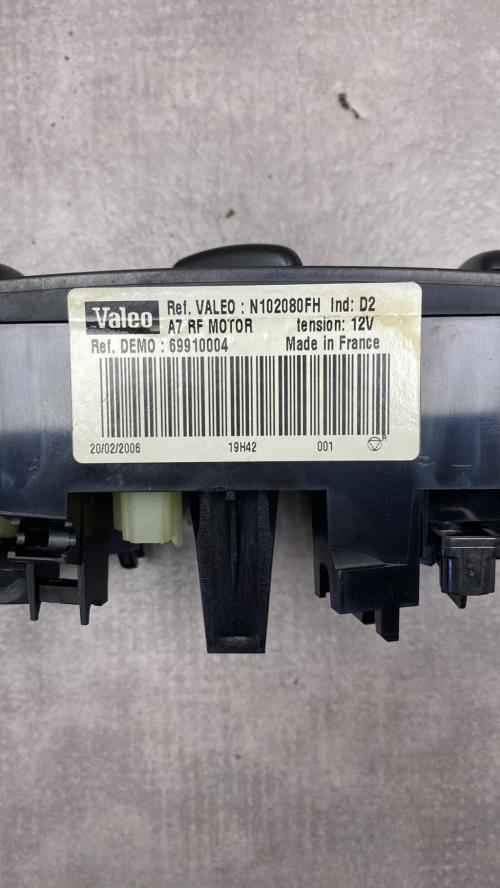 Valeo Ref. VALEO : N102080FH Ind: D2
A7 RF MOTOR tension: 12V
Ref. DEMO : 69910004 Made in France
20/02/2006 19H42 001 R